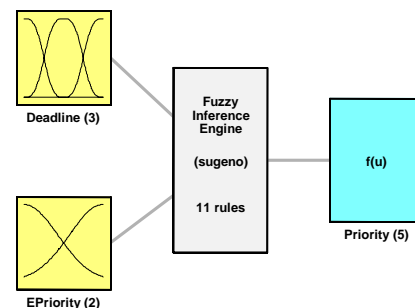 Deadline (3)
EPriority (2)
Fuzzy
Inference
Engine
(sugeno)
11 rules
f(u)
Priority (5)